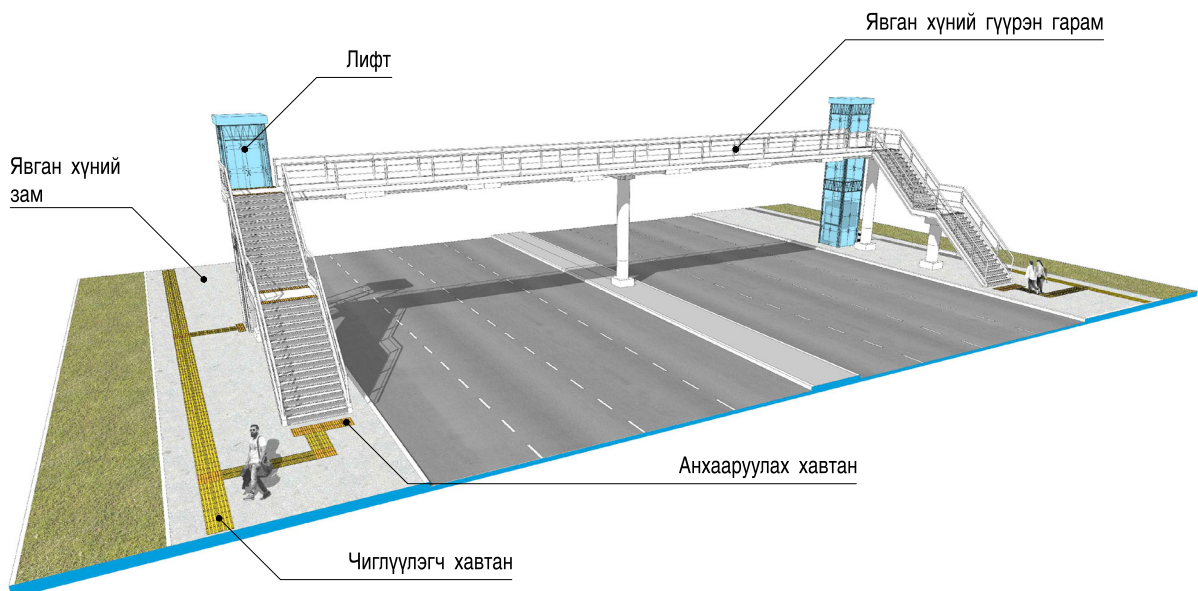 Явган хүний гүүрэн гарам
Лифт
Явган хүний
зам
Анхааруулах хавтан
Чиглүүлэгч хавтан